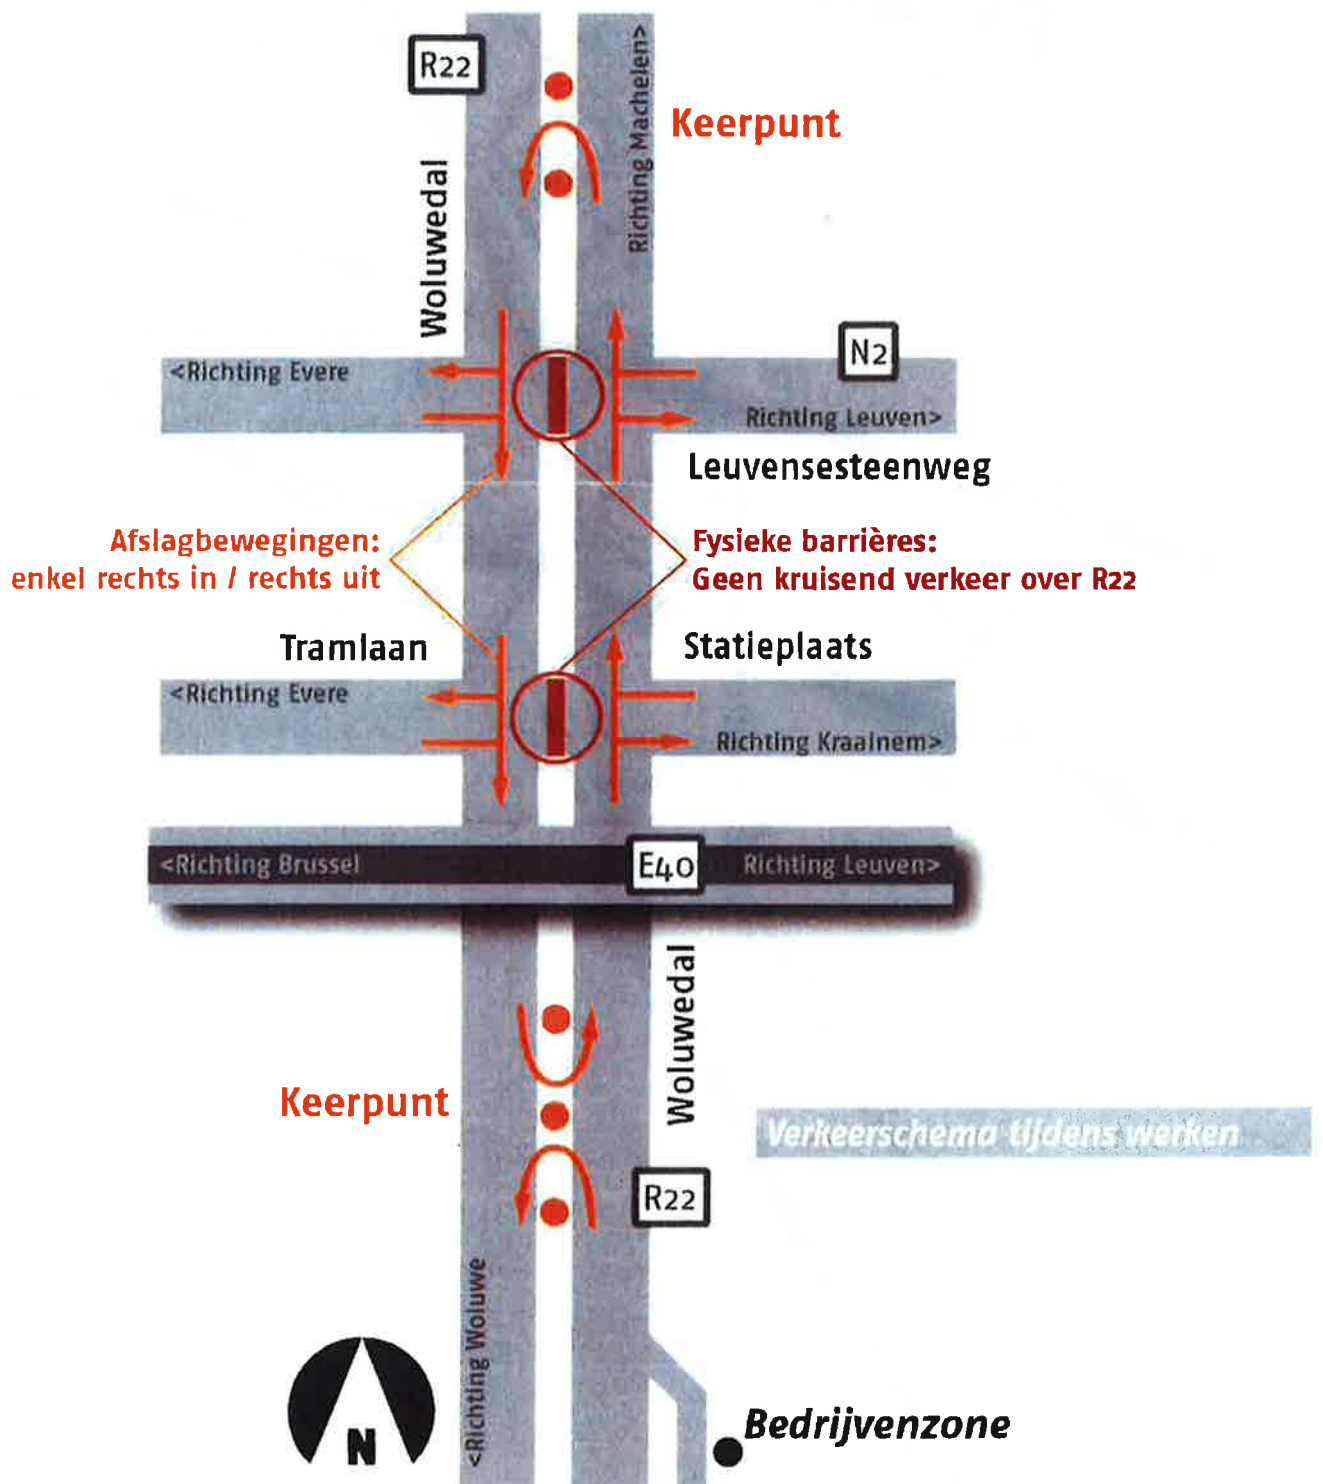 R22
Richting Machelen>
Keerpunt
Woluwedal
N2
<Richting Evere
Richting Leuven>
Leuvensesteenweg
Afslagbewegingen:
enkel rechts in / rechts uit
Fysieke barrières:
Geen kruisend verkeer over R22
Tramlaan
Statieplaats
<Richting Evere
Richting Kraainem>
<Richting Brussel
E40
Richting Leuven>
Woluwedal
Keerpunt
Verkeerschema tijdens werken
R22
<Richting Woluwe
N
Bedrijvenzone